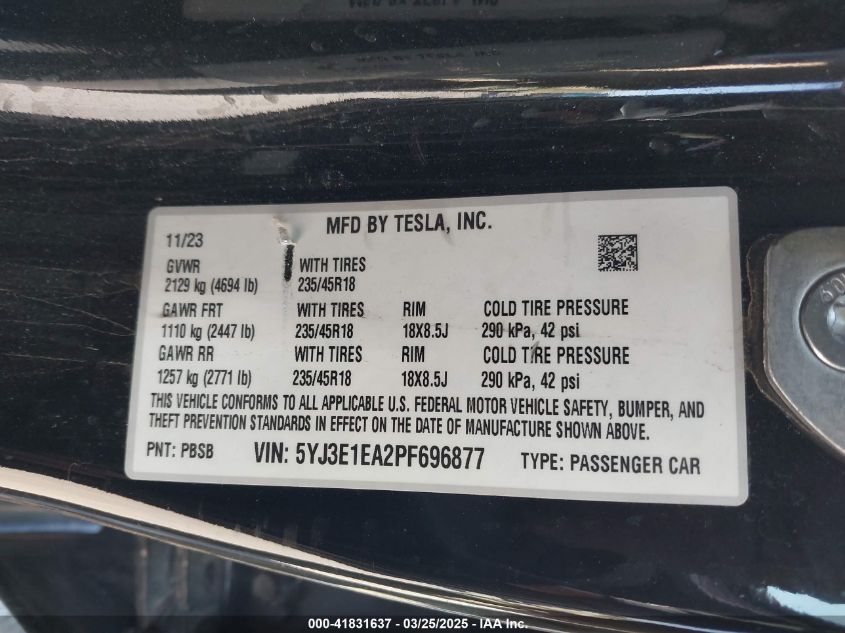 MFD BY TESLA, INC.
11/23
GVWR WITH TIRES
2129 kg (4694 lb) 235/45R18
GAWR FRT WITH TIRES RIM COLD TIRE PRESSURE
1110 kg (2447 lb) 235/45R18 18X8.5J 290 kPa, 42 psi
GAWR RR WITH TIRES RIM COLD TIRE PRESSURE
1257 kg (2771 lb) 235/45R18 18X8.5J 290 kPa, 42 psi
THIS VEHICLE CONFORMS TO ALL APPLICABLE U.S. FEDERAL MOTOR VEHICLE SAFETY, BUMPER, AND
THEFT PREVENTION STANDARDS IN EFFECT ON THE DATE OF MANUFACTURE SHOWN ABOVE.
PNT: PBSB VIN: 5YJ3E1EA2PF696877 TYPE: PASSENGER CAR
000-41831637 - 03/25/2025 - IAA, Inc.